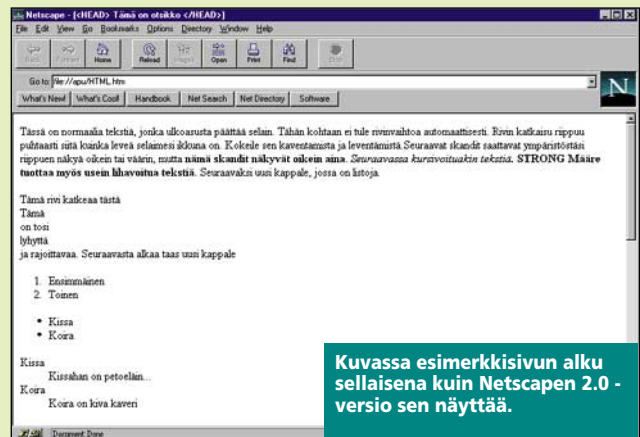 Netscape - [<HEAD> Tämä on otsikko </HEAD>]
File Edit View Go Bookmarks Options Directory Window Help
Back Forward Home Reload Images Open Print Find Stop
Go to: file://apu/HTML.htm
What's New! What's Cool! Handbook Net Search Net Directory Software
N
Tässä on normaalia tekstiä, jonka ulkoasusta päättää selain. Tähän kohtaan ei tule rivinvaihtoa automaattisesti. Rivin katkaisu riippuu
puhtaasti siitä kuinka leveä selaimesi ikkuna on. Kokeile sen kaventamista ja leventämistä.Seuraavat skandit saattavat ympäristöstäsi
riippuen näkyä oikein tai väärin, mutta nämä skandit näkyvät oikein aina. Seuraavassa kursivoituakin tekstiä. STRONG Määre
tuottaa myös usein lihavoitua tekstiä. Seuraavaksi uusi kappale, jossa on listoja.
Tämä rivi katkeaa tästä
Tämä
on tosi
lyhyttä
ja rajoittavaa. Seuraavasta alkaa taas uusi kappale
1. Ensimmäinen
2. Toinen
• Kissa
• Koira
Kissa
Kissahan on petoeläin...
Koira
Koira on kiva kaveri
Document Done
Kuvassa esimerkkisivun alku
sellaisena kuin Netscapen 2.0 -
versio sen näyttää.